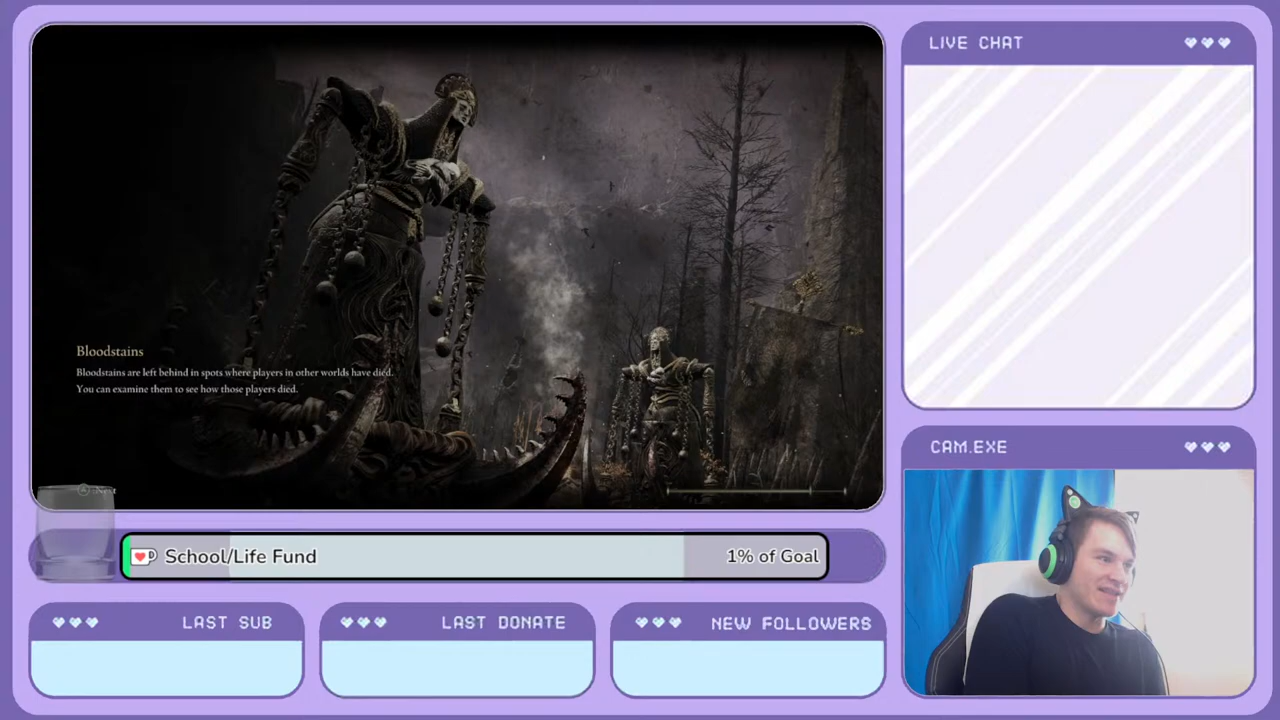 LIVE CHAT
Bloodstains
Bloodstains are left behind in spots where players in other worlds have died.
You can examine them to see how those players died.
Next
CAM.EXE
School/Life Fund
1% of Goal
LAST SUB
LAST DONATE
NEW FOLLOWERS